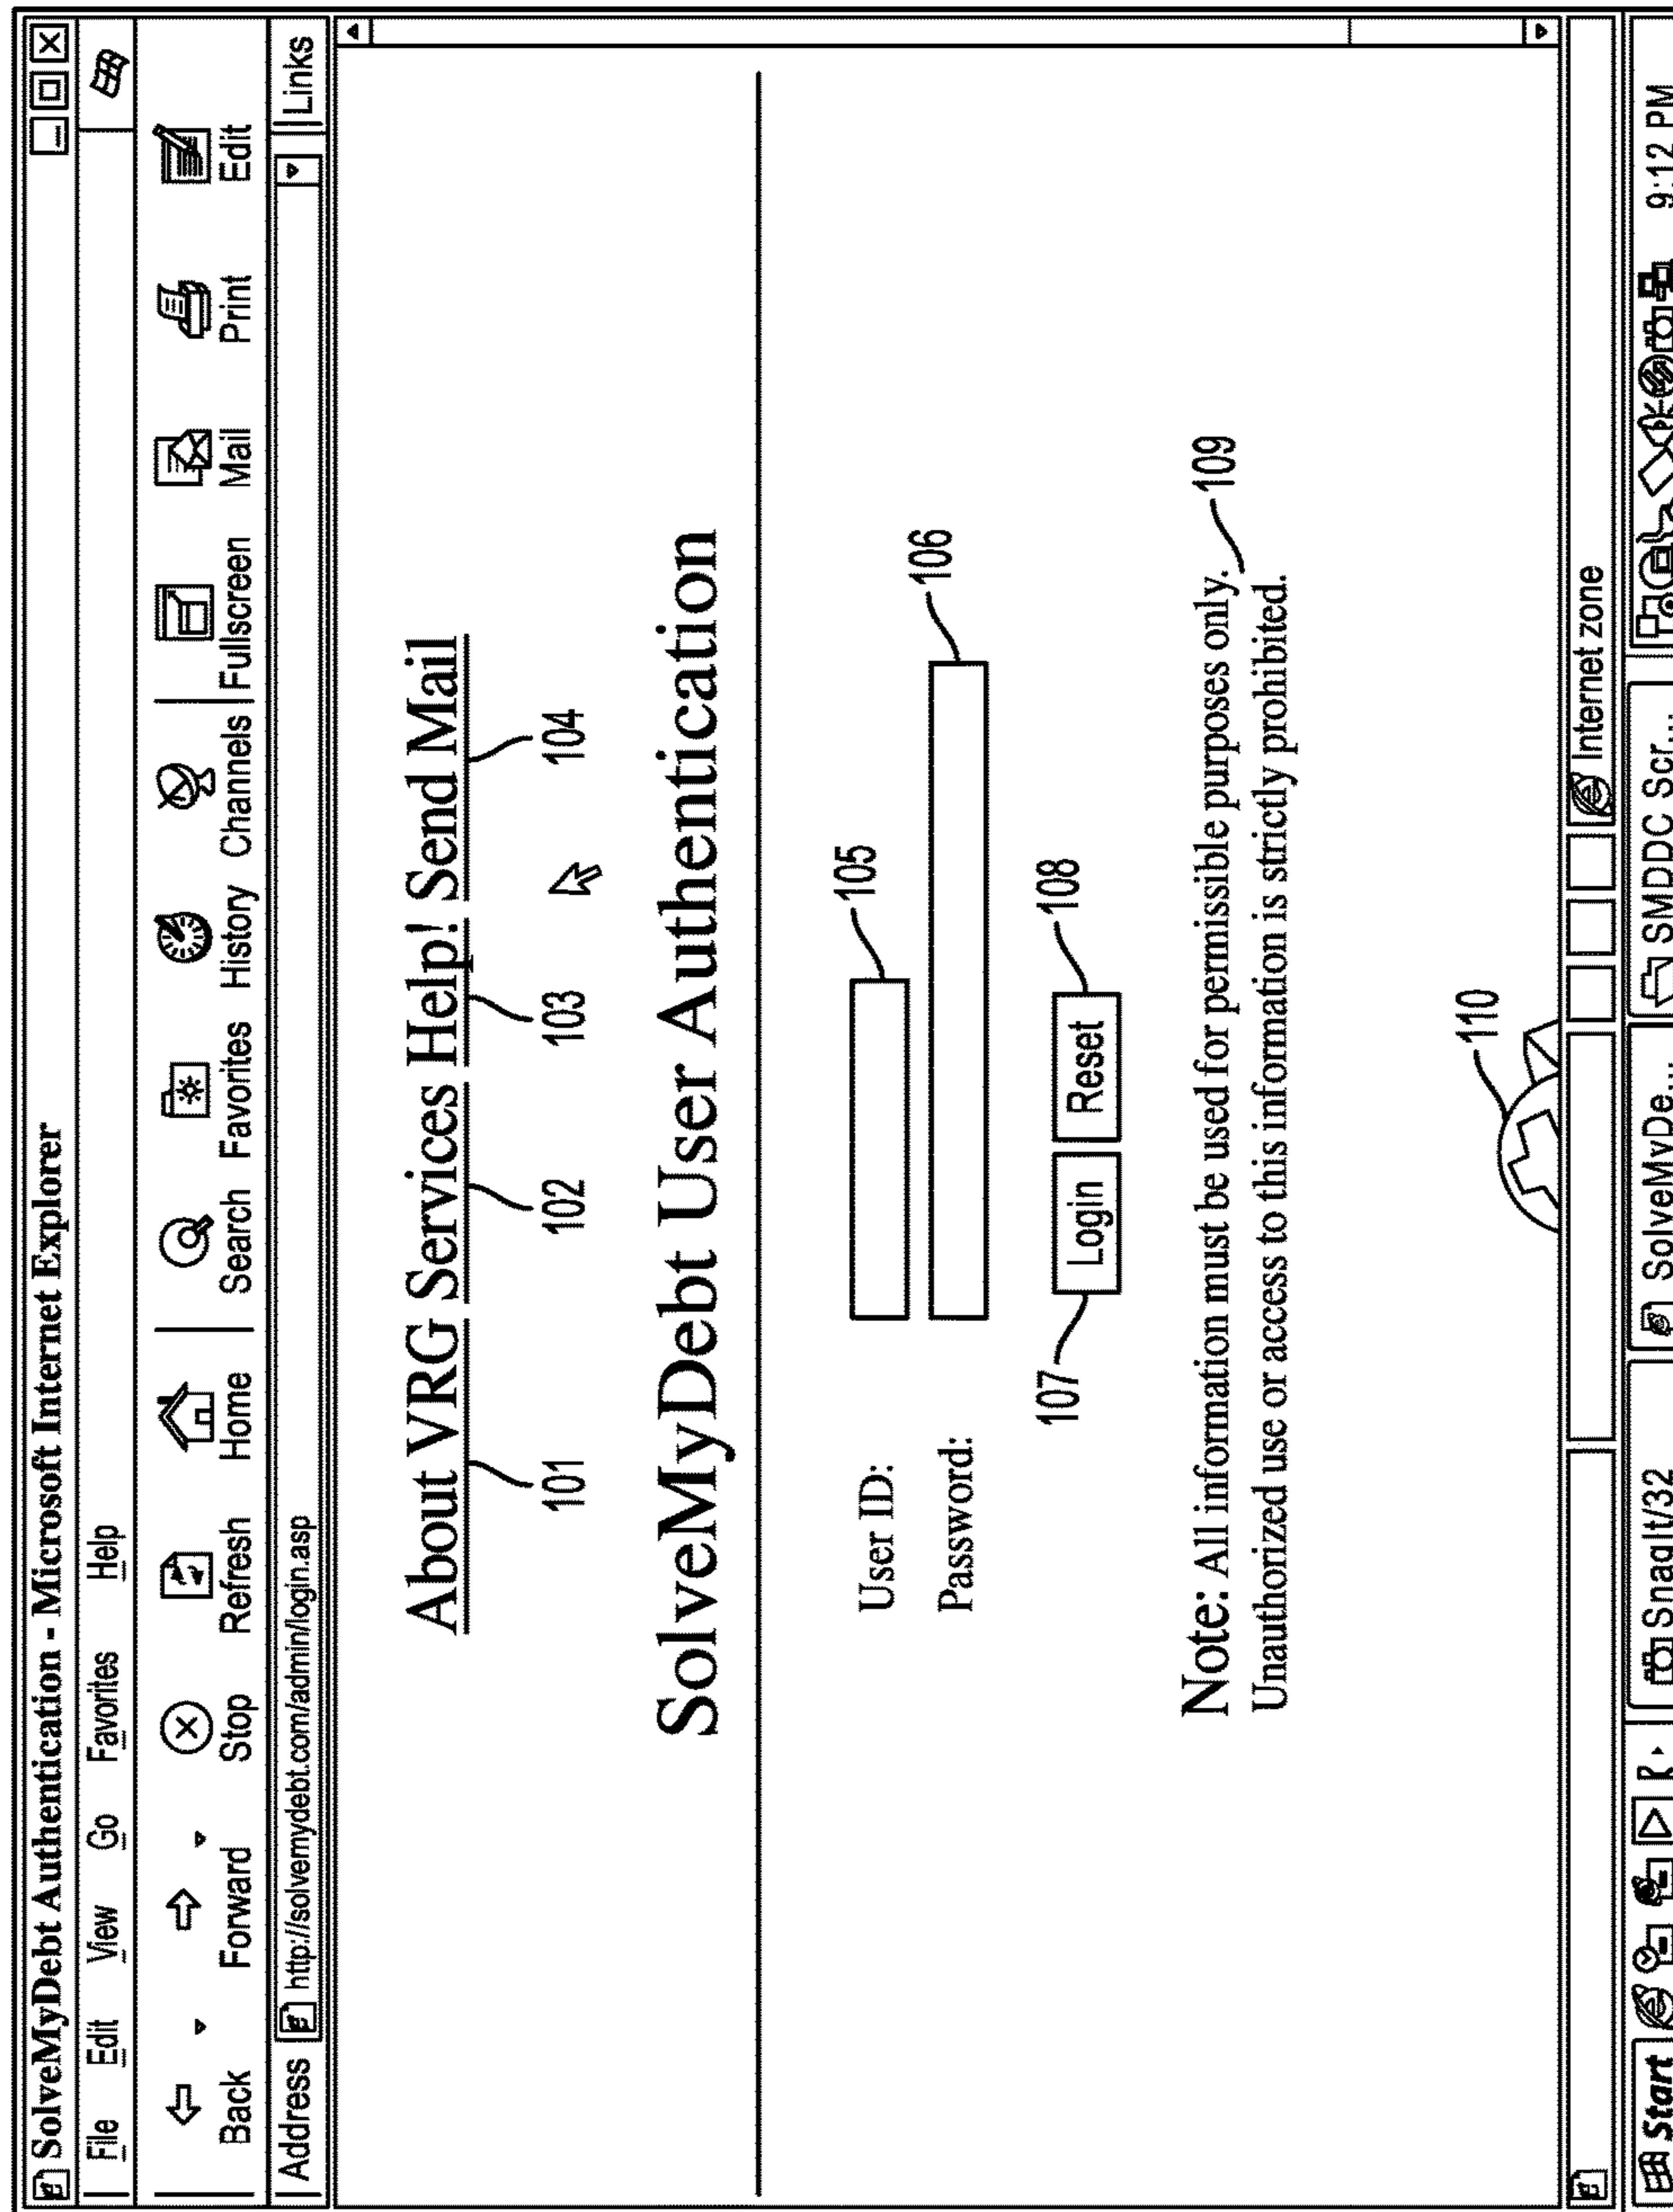 SolveMyDebt Authentication - Microsoft Internet Explorer
File Edit View Go Favorites Help
Back Forward Stop Refresh Home Search Favorites History Channels Fullscreen Mail Print Edit
Address http://solvemydebt.com/admin/login.asp Links
About VRG Services Help! Send Mail
101 102 103 104
SolveMyDebt User Authentication
User ID: 105
Password: 106
107 Login Reset 108
Note: All information must be used for permissible purposes only. 109
Unauthorized use or access to this information is strictly prohibited.
110
Internet zone
Start R SnagIt/32 SolveMyDe... SMDDC Scr... 9:12 PM